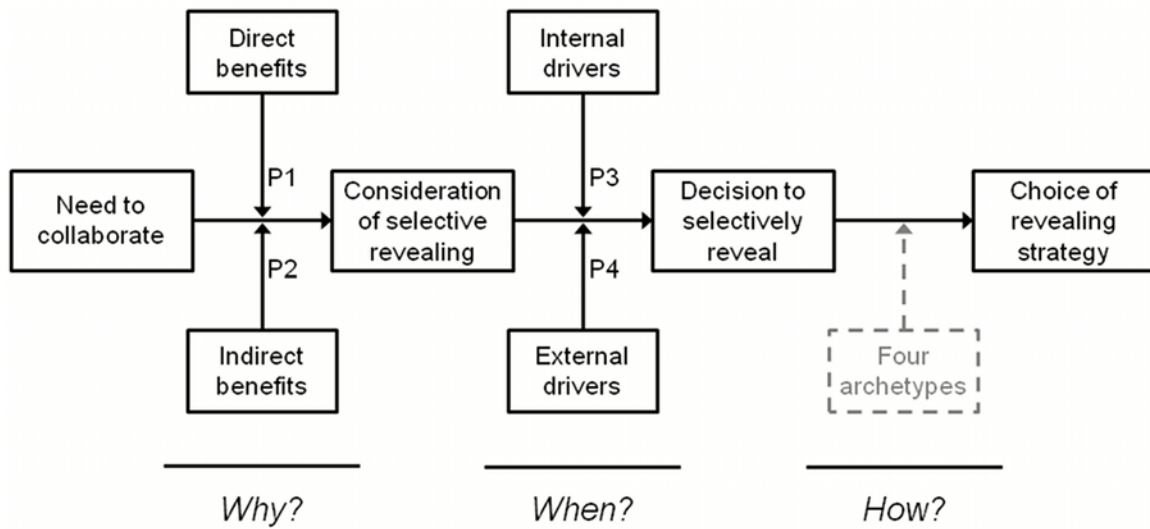 Direct
benefits
Internal
drivers
P1
P3
Need to
collaborate
Consideration
of selective
revealing
Decision to
selectively
reveal
Choice of
revealing
strategy
P2
P4
Indirect
benefits
External
drivers
Four
archetypes
Why?
When?
How?